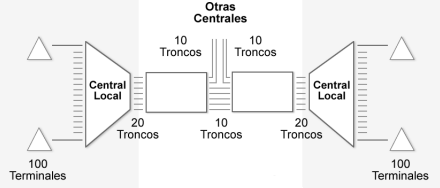 Otras
Centrales
10
Troncos
10
Troncos
Central
Local
Central
Local
20
Troncos
10
Troncos
20
Troncos
100
Terminales
100
Terminales